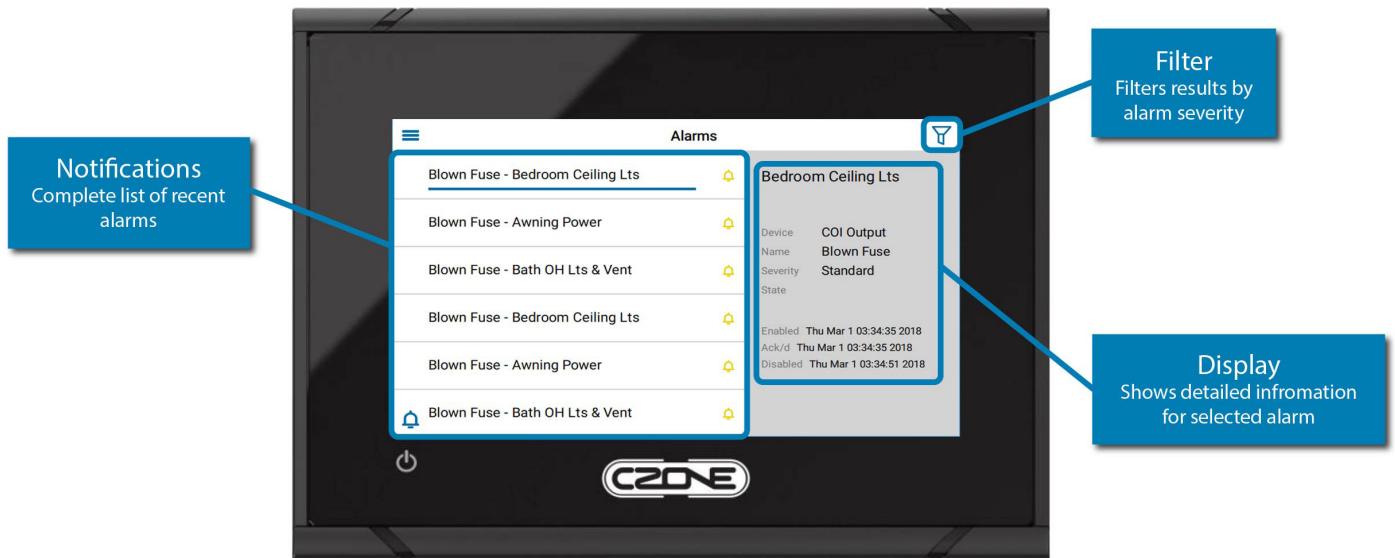 Filter
Filters results by
alarm severity
Notifications
Complete list of recent
alarms
Alarms
Blown Fuse - Bedroom Ceiling Lts
Blown Fuse - Awning Power
Blown Fuse - Bath OH Lts & Vent
Blown Fuse - Bedroom Ceiling Lts
Blown Fuse - Awning Power
Blown Fuse - Bath OH Lts & Vent
Bedroom Ceiling Lts
Device COI Output
Name Blown Fuse
Severity Standard
State
Enabled Thu Mar 1 03:34:35 2018
Ack/d Thu Mar 1 03:34:35 2018
Disabled Thu Mar 1 03:34:51 2018
Display
Shows detailed infromation
for selected alarm
CZONE